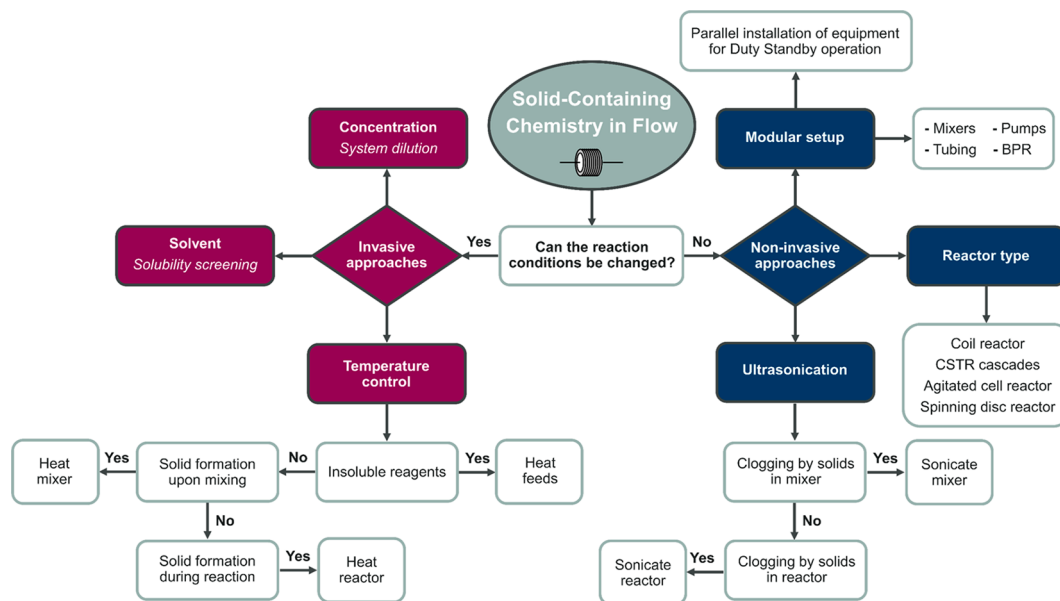 Parallel installation of equipment
for Duty Standby operation
Solid-Containing
Chemistry in Flow
Concentration
System dilution
Modular setup
- Mixers - Pumps
- Tubing - BPR
Solvent
Solubility screening
Invasive
approaches
Yes
Can the reaction
conditions be changed?
No
Non-invasive
approaches
Reactor type
Temperature
control
Ultrasonication
Coil reactor
CSTR cascades
Agitated cell reactor
Spinning disc reactor
Heat
mixer
Yes
Solid formation
upon mixing
No
Insoluble reagents
Yes
Heat
feeds
Clogging by solids
in mixer
Yes
Sonicate
mixer
No
No
Solid formation
during reaction
Yes
Heat
reactor
Sonicate
reactor
Yes
Clogging by solids
in reactor